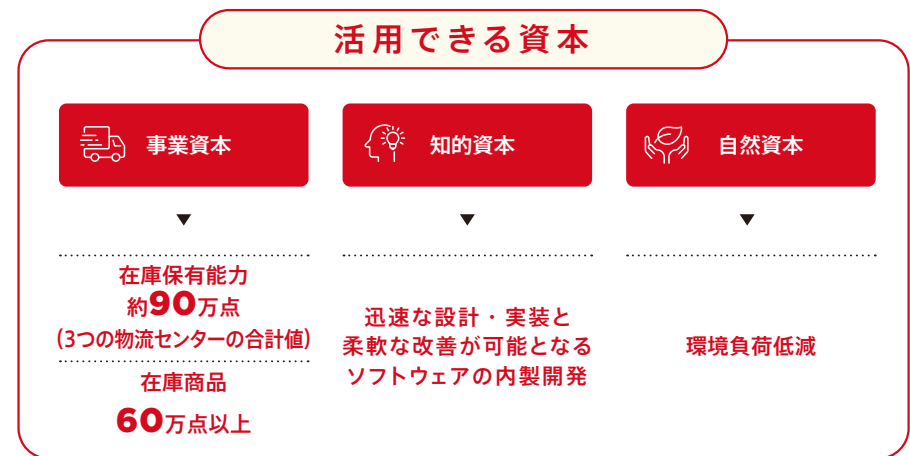 活用できる資本
事業資本
知的資本
自然資本
在庫保有能力
約90万点
(3つの物流センターの合計値)
在庫商品
60万点以上
迅速な設計・実装と
柔軟な改善が可能となる
ソフトウェアの内製開発
環境負荷低減